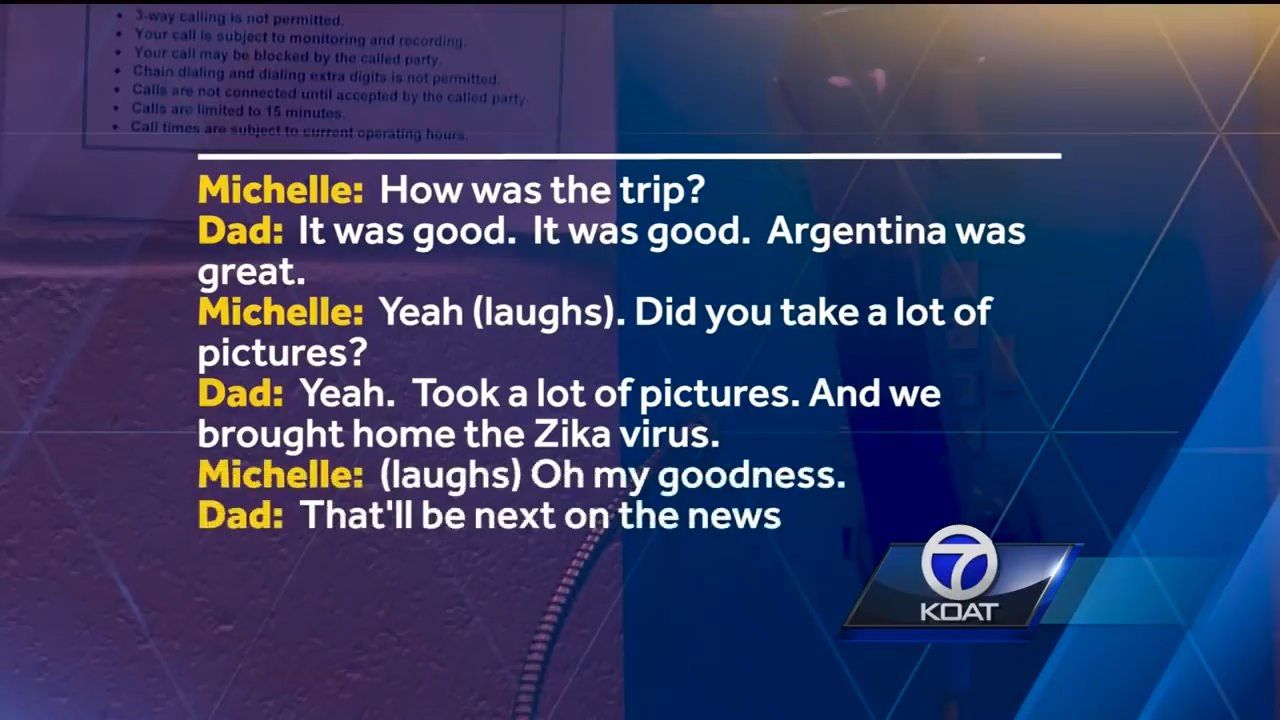 • 3-way calling is not permitted.
• Your call is subject to monitoring and recording.
• Your call may be blocked by the called party.
• Chain dialing and dialing extra digits is not permitted.
• Calls are not connected until accepted by the called party
• Calls are limited to 15 minutes.
• Call times are subject to current operating hours.
Michelle: How was the trip?
Dad: It was good. It was good. Argentina was
great.
Michelle: Yeah (laughs). Did you take a lot of
pictures?
Dad: Yeah. Took a lot of pictures. And we
brought home the Zika virus.
Michelle: (laughs) Oh my goodness.
Dad: That'll be next on the news
7
KOAT